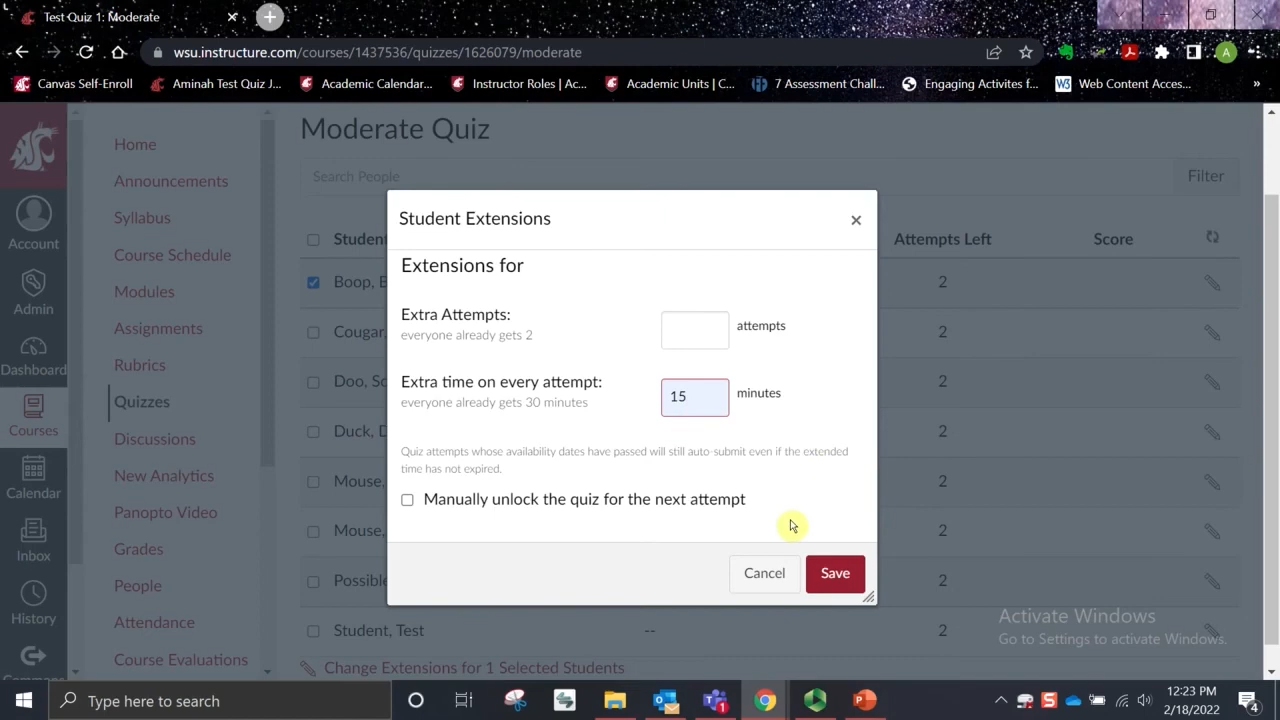 Test Quiz 1: Moderate
wsu.instructure.com/courses/1437536/quizzes/1626079/moderate
A
Canvas Self-Enroll
Aminah Test Quiz J...
Academic Calendar...
Instructor Roles | Ac...
Academic Units | C...
7 Assessment Chall...
Engaging Activites f...
W3
Web Content Acces...
»
Account
Admin
Dashboard
Courses
Calendar
Inbox
History
Home
Announcements
Syllabus
Course Schedule
Modules
Assignments
Rubrics
Quizzes
Discussions
New Analytics
Panopto Video
Grades
People
Attendance
Course Evaluations
Moderate Quiz
Search People
Filter
Student
Attempts Left
Score
Boop, B
2
Cougar,
2
Doo, Sc
2
Duck, D
2
Mouse,
2
Mouse,
2
Possible
2
Student, Test
--
2
Change Extensions for 1 Selected Students
Student Extensions
×
Extensions for
Extra Attempts:
everyone already gets 2
attempts
Extra time on every attempt:
everyone already gets 30 minutes
15
minutes
Quiz attempts whose availability dates have passed will still auto-submit even if the extended
time has not expired.
Manually unlock the quiz for the next attempt
Cancel
Save
Activate Windows
Go to Settings to activate Windows.
Type here to search
1
S
12:23 PM
2/18/2022
4